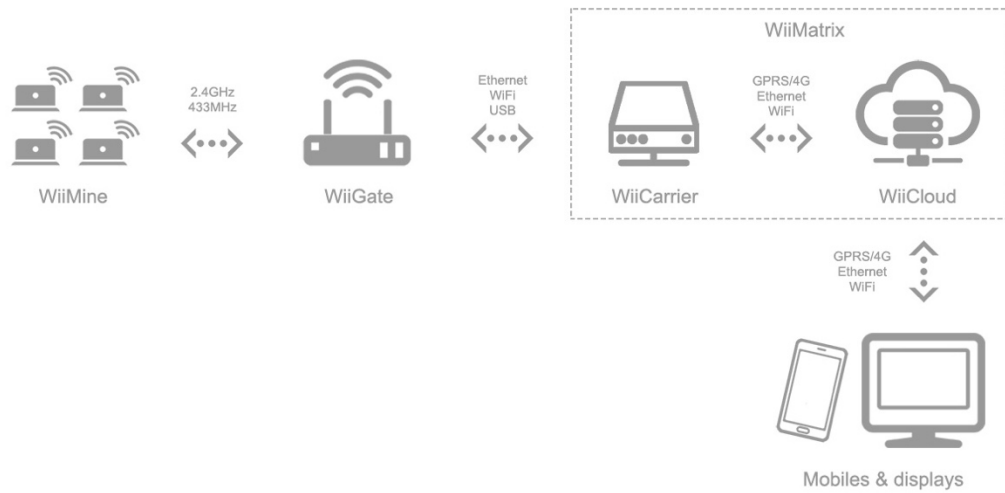 WiiMatrix
2.4GHz
433MHz
Ethernet
WiFi
USB
GPRS/4G
Ethernet
WiFi
WiiMine
WiiGate
WiiCarrier
WiiCloud
GPRS/4G
Ethernet
WiFi
Mobiles & displays